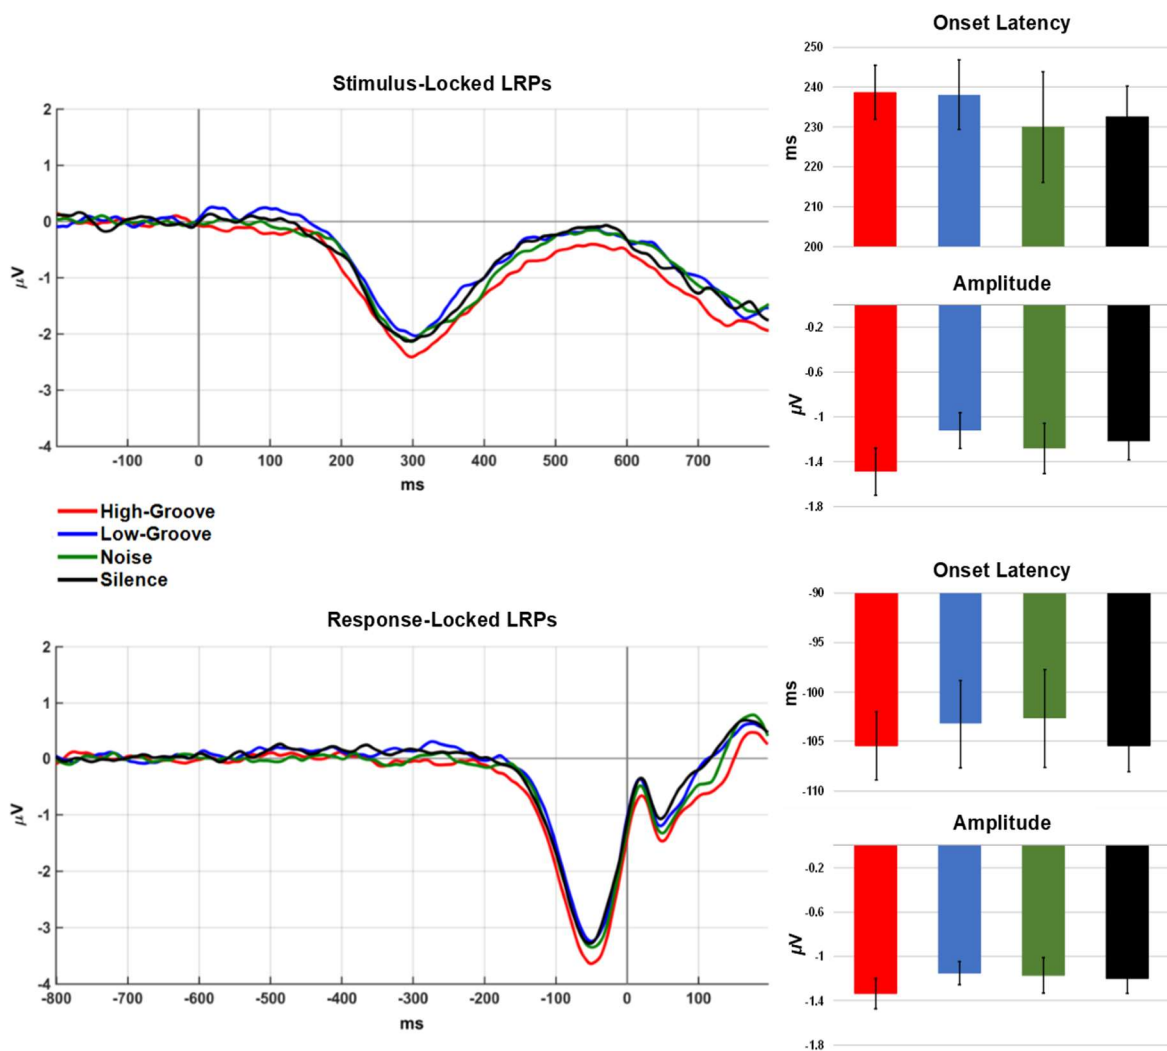 Stimulus-Locked LRPs
2
1
0
-1
-2
-3
-4
µV
-100 0 100 200 300 400 500 600 700
ms
Onset Latency
250
240
230
220
210
200
ms
Amplitude
-0.2
-0.6
-1
-1.4
-1.8
µV
High-Groove
Low-Groove
Noise
Silence
Response-Locked LRPs
2
1
0
-1
-2
-3
-4
µV
-800 -700 -600 -500 -400 -300 -200 -100 0 100
ms
Onset Latency
-90
-95
-100
-105
-110
ms
Amplitude
-0.2
-0.6
-1
-1.4
-1.8
µV